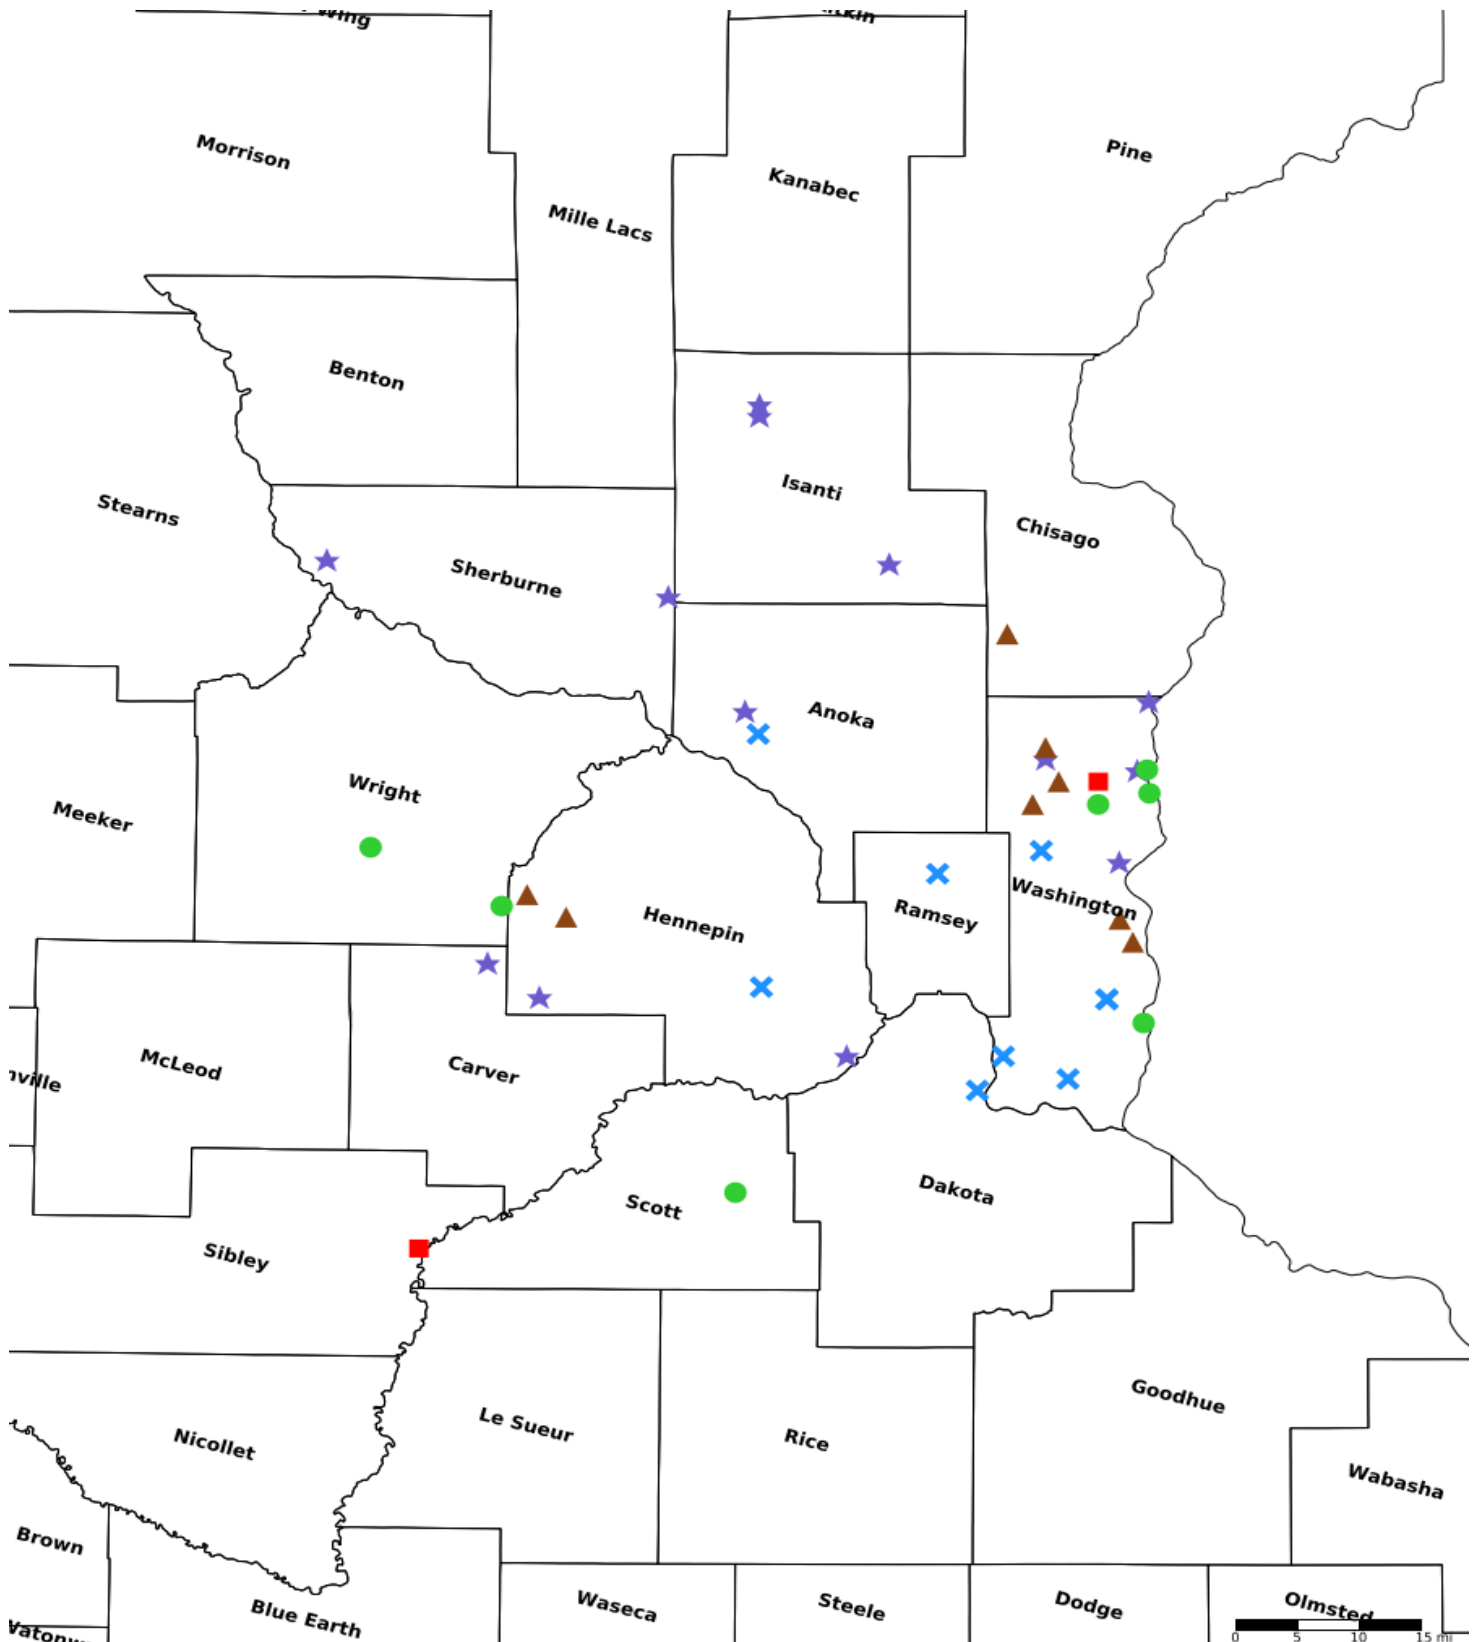 Wing
Morrison
Mille Lacs
Kanabec
Pine
Benton
Stearns
Isanti
Sherburne
Chisago
Anoka
Wright
Meeker
Hennepin
Ramsey
Washington
McLeod
Carver
Scott
Dakota
Sibley
Goodhue
Nicollet
Le Sueur
Rice
Wabasha
Brown
Blue Earth
Waseca
Steele
Dodge
Olmsted
0 5 10 15 mi